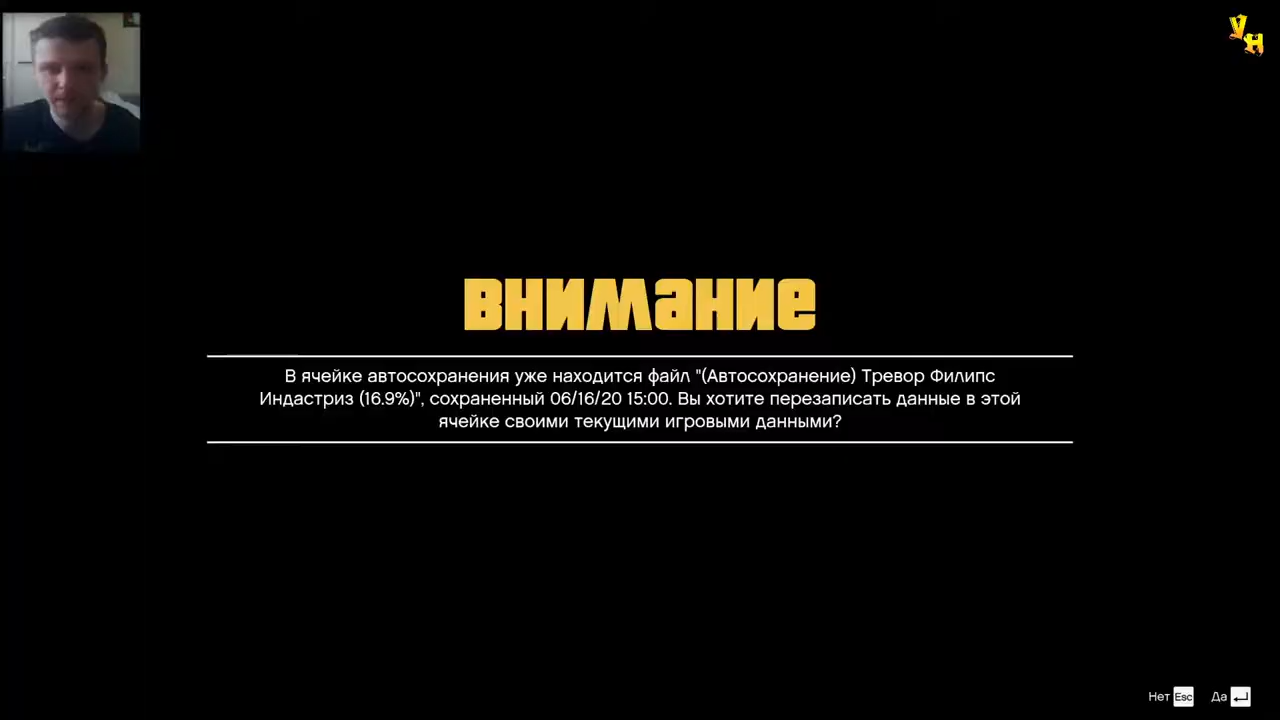 УН
ВНИМАНИЕ
В ячейке автосохранения уже находится файл "(Автосохранение) Тревор Филипс
Индастриз (16.9%)", сохраненный 06/16/20 15:00. Вы хотите перезаписать данные в этой
ячейке своими текущими игровыми данными?
Нет Esc Да